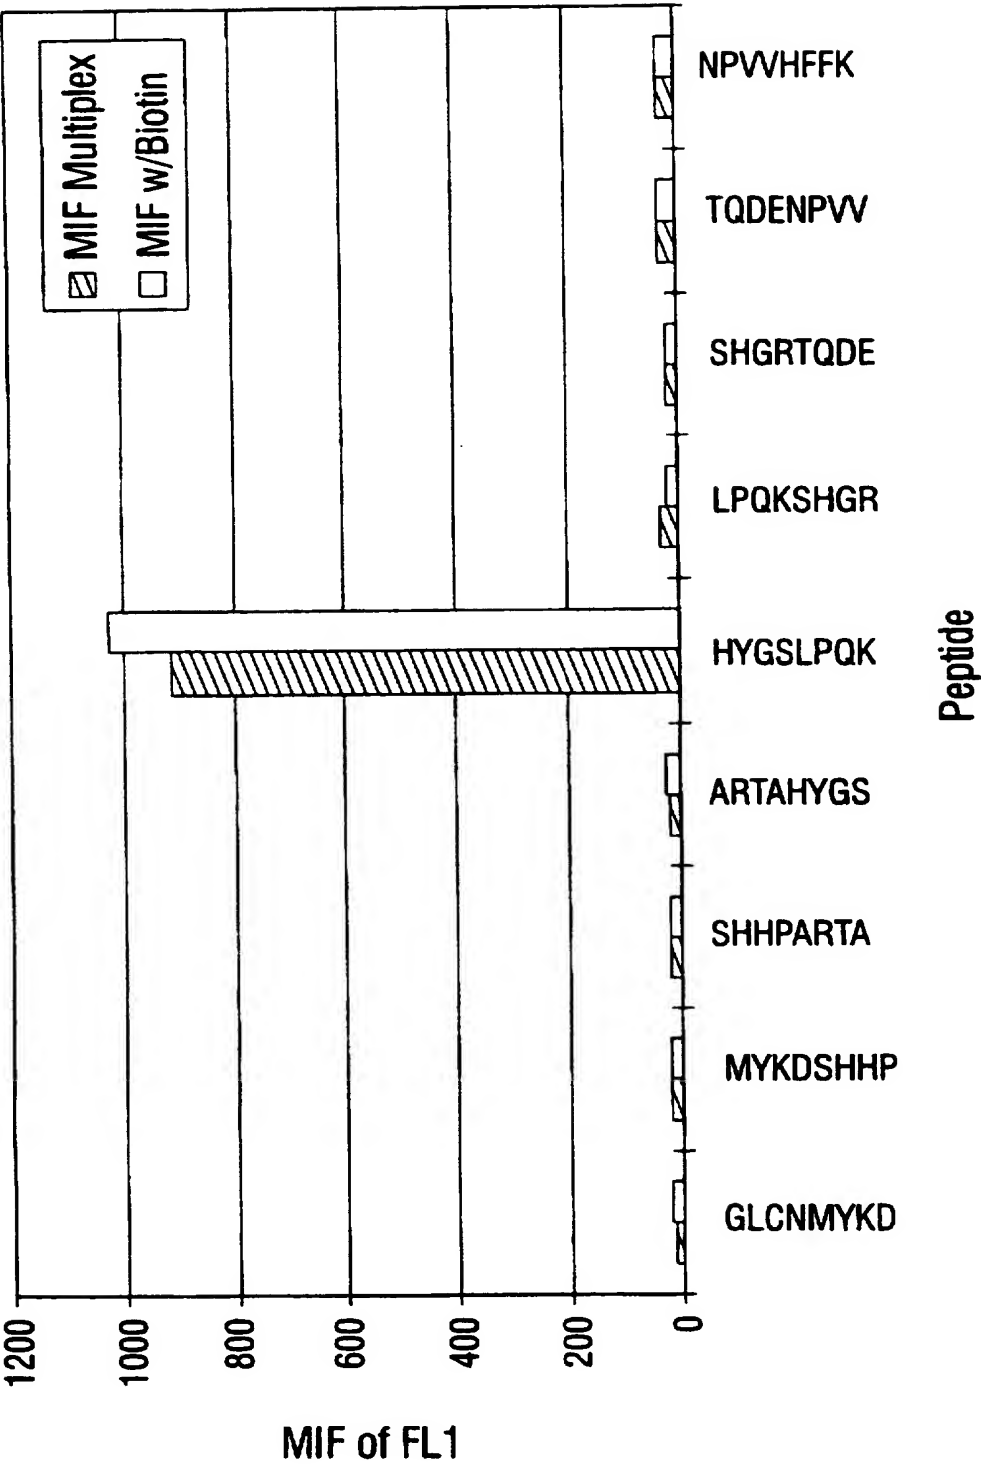 MIF Multiplex
MIF w/Biotin
MIF of FL1
1200
1000
800
600
400
200
0
GLCNMYKD
MYKDSHHP
SHHPARTA
ARTAHYGS
HYGSLPQK
LPQKSHGR
SHGRTQDE
TQDENPVV
NPVVHFFK
Peptide